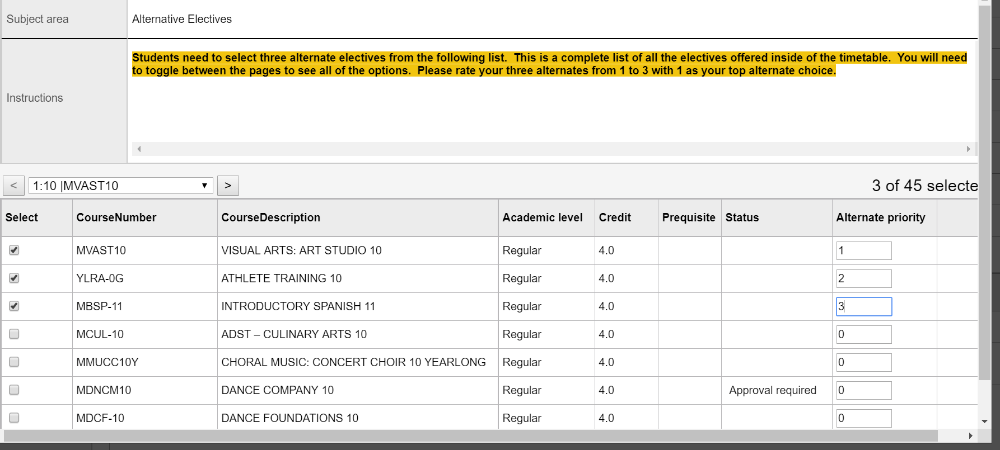 Subject area Alternative Electives
Students need to select three alternate electives from the following list.  This is a complete list of all the electives offered inside of the timetable.  You will need
to toggle between the pages to see all of the options.  Please rate your three alternates from 1 to 3 with 1 as your top alternate choice.
Instructions
< 1:10 |MVAST10 > 3 of 45 selecte
Select CourseNumber CourseDescription Academic level Credit Prequisite Status Alternate priority
MVAST10 VISUAL ARTS: ART STUDIO 10 Regular 4.0 1
YLRA-0G ATHLETE TRAINING 10 Regular 4.0 2
MBSP-11 INTRODUCTORY SPANISH 11 Regular 4.0 3
MCUL-10 ADST – CULINARY ARTS 10 Regular 4.0 0
MMUCC10Y CHORAL MUSIC: CONCERT CHOIR 10 YEARLONG Regular 4.0 0
MDNCM10 DANCE COMPANY 10 Regular 4.0 Approval required 0
MDCF-10 DANCE FOUNDATIONS 10 Regular 4.0 0